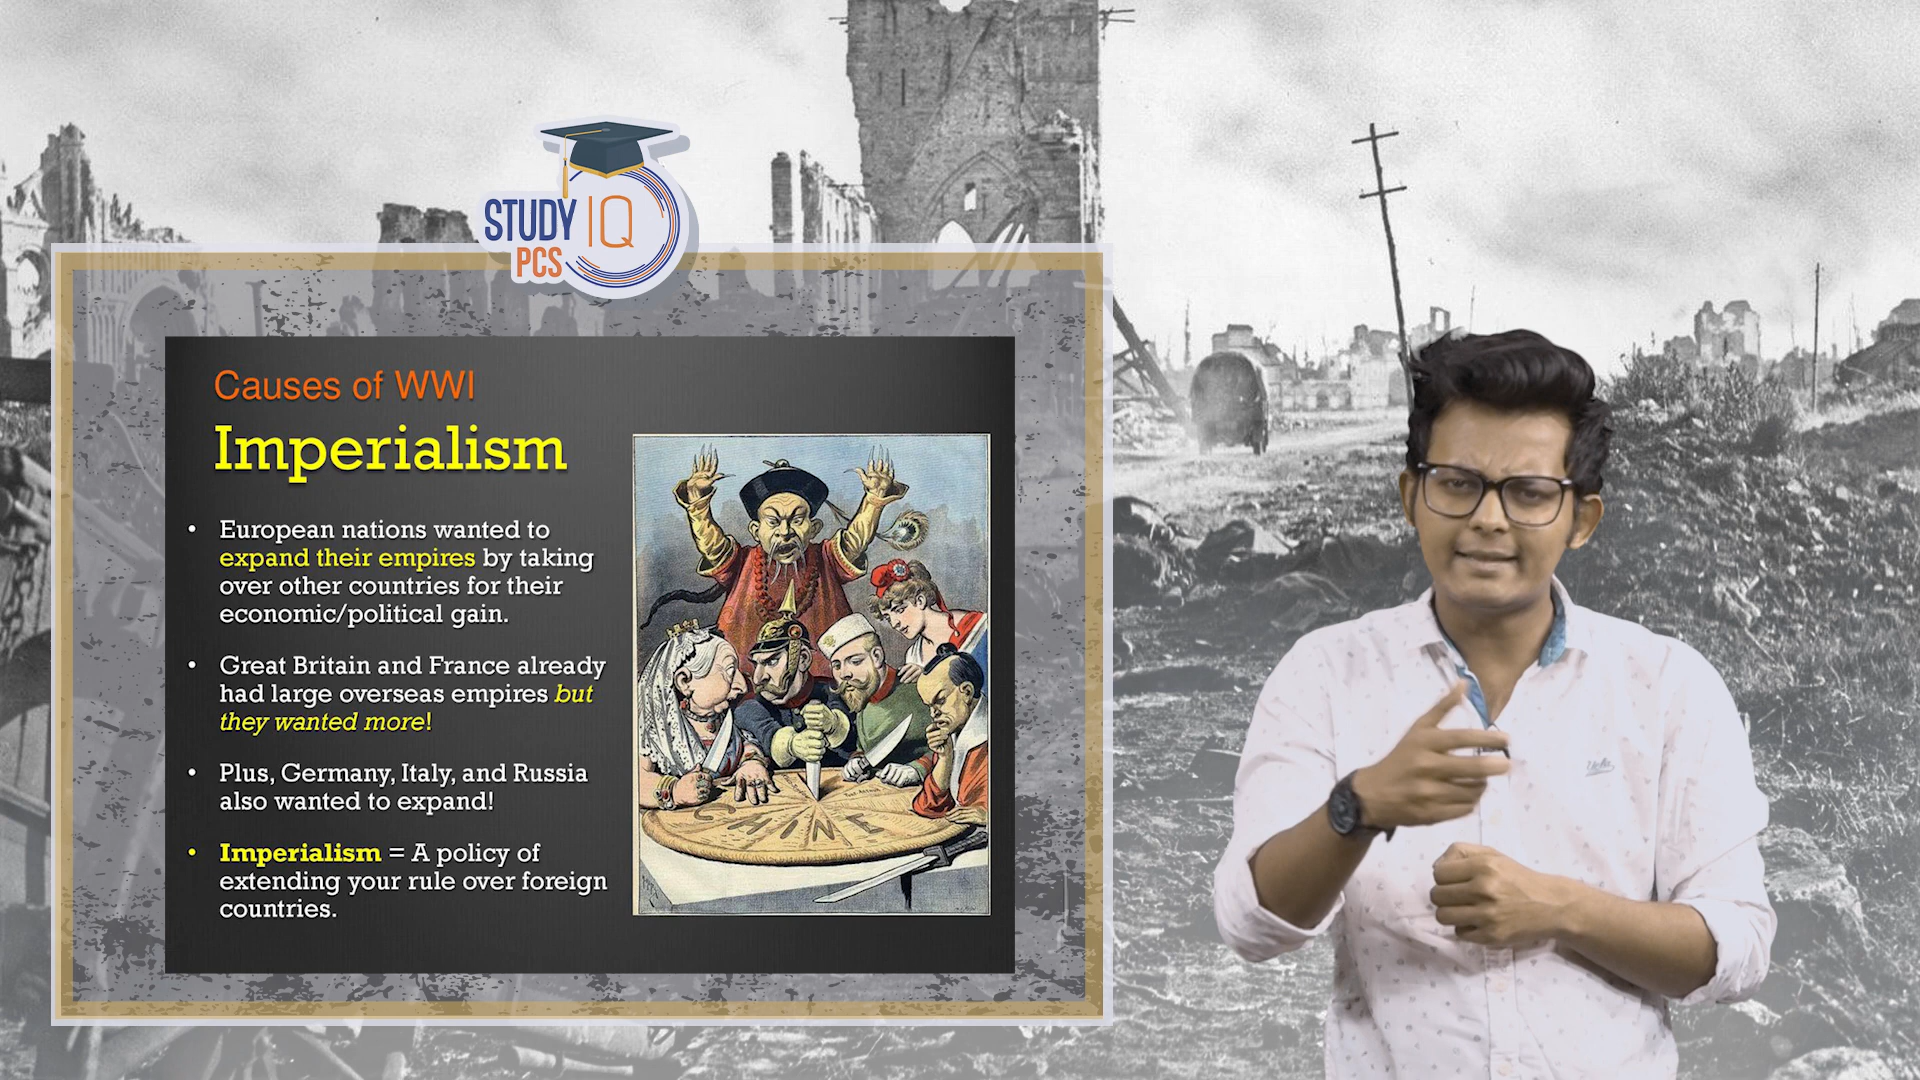 STUDY IQ
PCS
Causes of WWI
Imperialism
• European nations wanted to
expand their empires by taking
over other countries for their
economic/political gain.
• Great Britain and France already
had large overseas empires but
they wanted more!
• Plus, Germany, Italy, and Russia
also wanted to expand!
• Imperialism = A policy of
extending your rule over foreign
countries.
CHINE